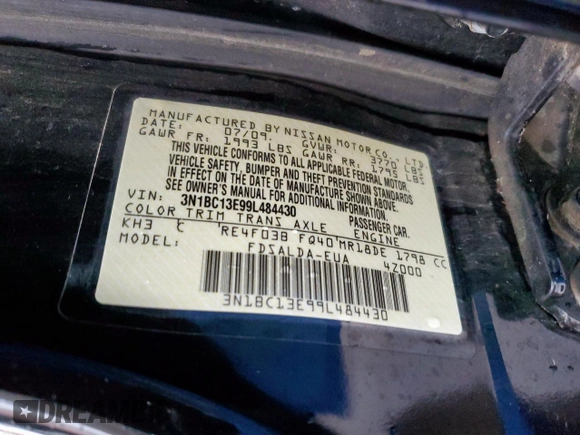 MANUFACTURED BY NISSAN MOTOR CO., LTD.
DATE: 07/09 GVWR: 3770 LBS
GAWR FR: 1993 LBS GAWR RR: 1795 LBS
THIS VEHICLE CONFORMS TO ALL APPLICABLE FEDERAL MOTOR
VEHICLE SAFETY, BUMPER AND THEFT PREVENTION STANDARDS
IN EFFECT ON THE DATE OF MANUFACTURE SHOWN ABOVE.
SEE OWNER'S MANUAL FOR ADDITIONAL INFORMATION.
VIN: 3N1BC13E99L484430 PASSENGER CAR.
COLOR TRIM TRANS AXLE ENGINE
KH3 C RE4F03B FQ40 MR18DE 1798 CC
MODEL: FDSALDA-EUA 4Z000
3N1BC13E99L484430